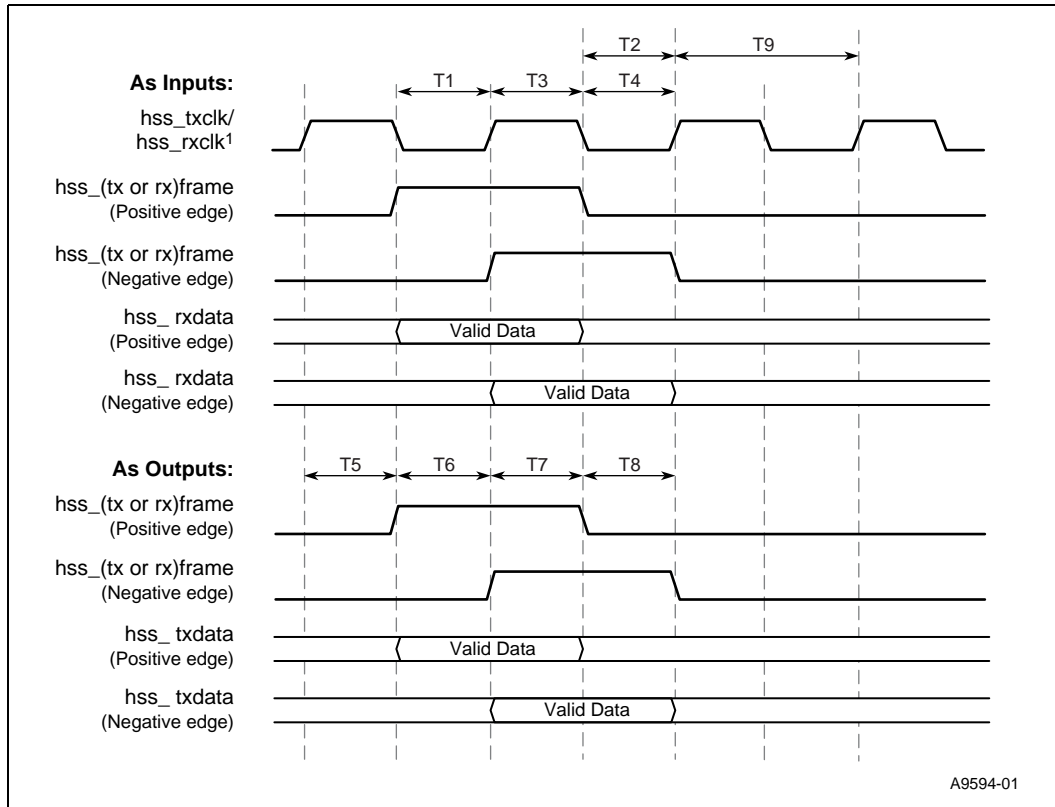 T2 T9
As Inputs: T1 T3 T4
hss_txclk/
hss_rxclk1
hss_(tx or rx)frame
(Positive edge)
hss_(tx or rx)frame
(Negative edge)
hss_ rxdata
(Positive edge) Valid Data
hss_ rxdata
(Negative edge) Valid Data
As Outputs: T5 T6 T7 T8
hss_(tx or rx)frame
(Positive edge)
hss_(tx or rx)frame
(Negative edge)
hss_ txdata
(Positive edge) Valid Data
hss_ txdata
(Negative edge) Valid Data
A9594-01